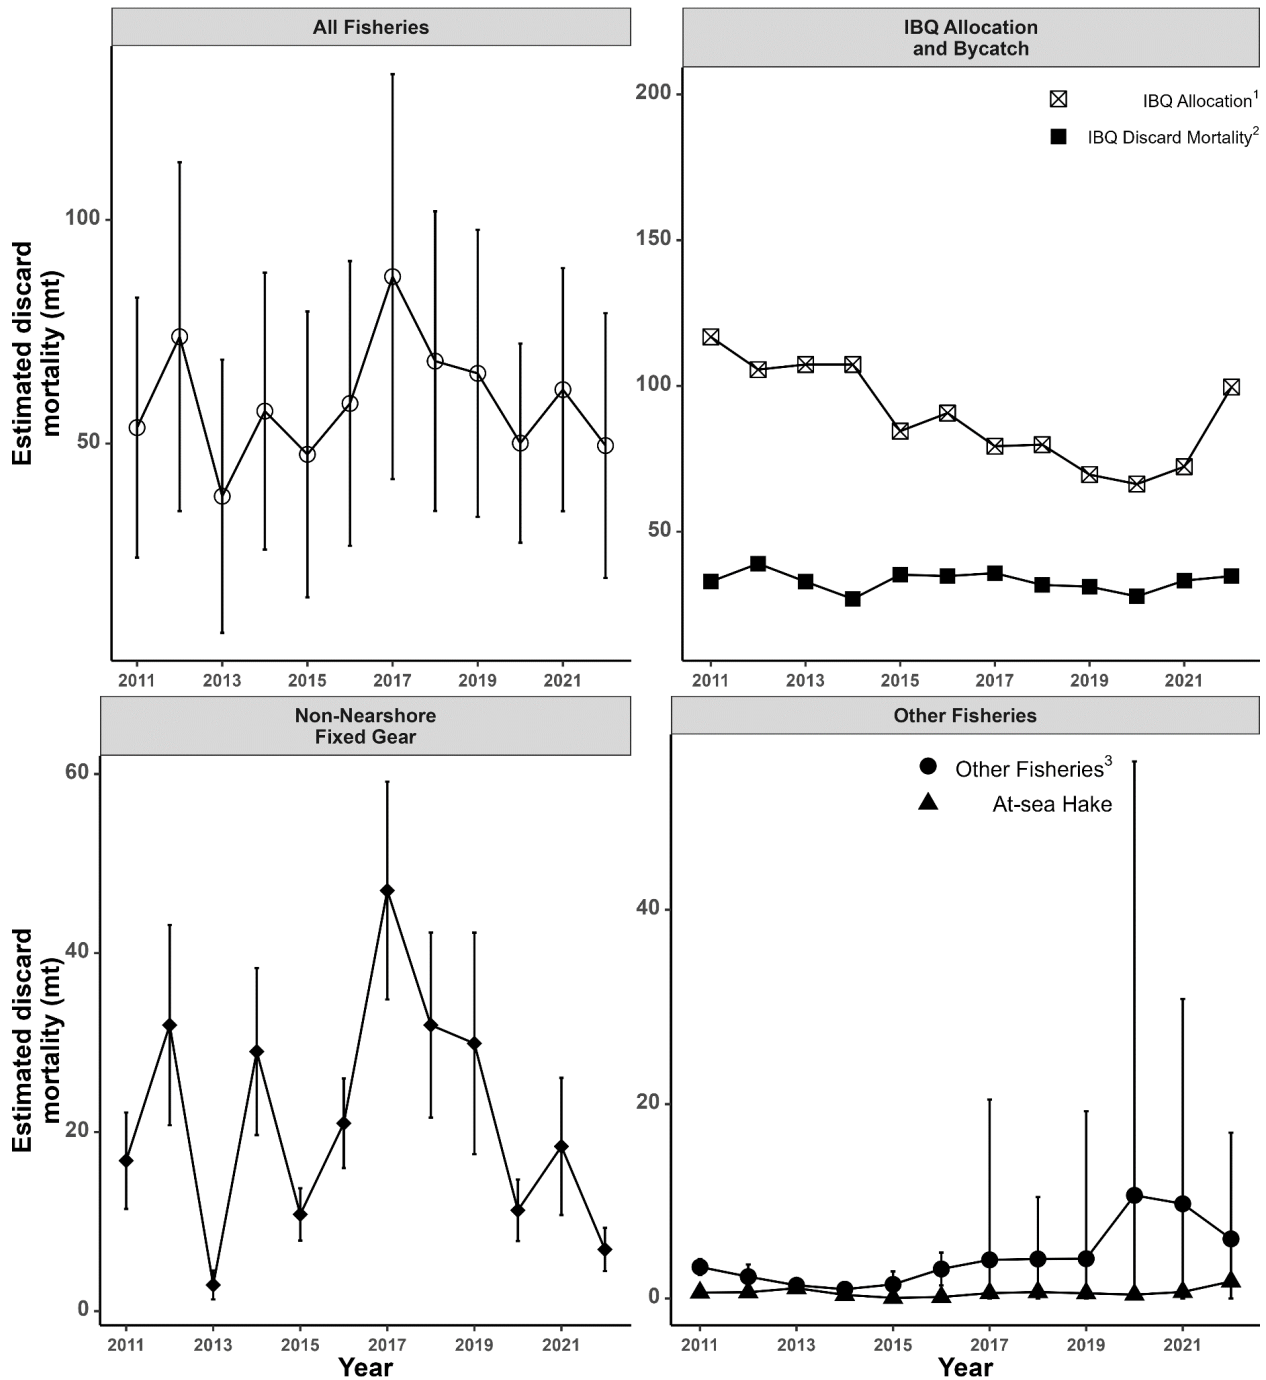 All Fisheries
Estimated discard
mortality (mt)
100
50
2011 2013 2015 2017 2019 2021
IBQ Allocation
and Bycatch
IBQ Allocation1
IBQ Discard Mortality2
200
150
100
50
2011 2013 2015 2017 2019 2021
Non-Nearshore
Fixed Gear
Estimated discard
mortality (mt)
60
40
20
0
2011 2013 2015 2017 2019 2021
Year
Other Fisheries
Other Fisheries3
At-sea Hake
40
20
0
2011 2013 2015 2017 2019 2021
Year